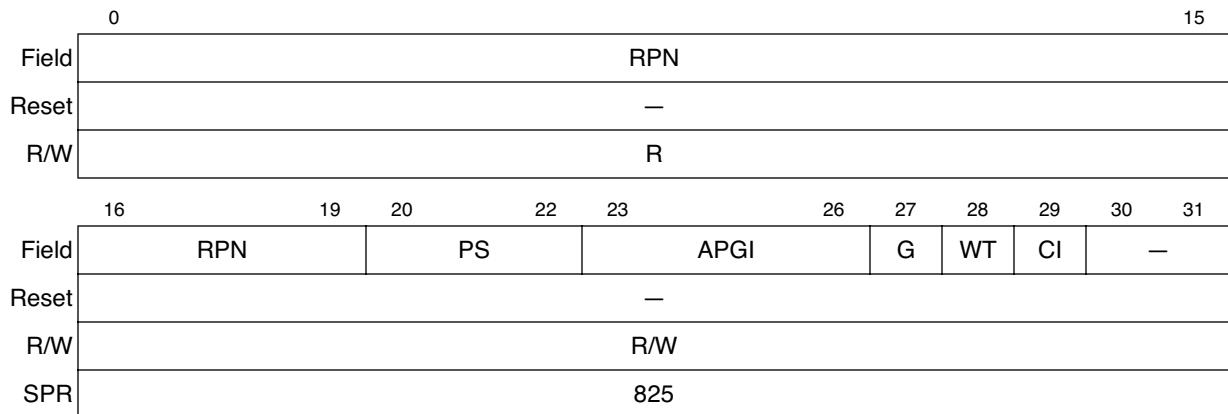 0 15
Field RPN
Reset —
R/W R
16 19 20 22 23 26 27 28 29 30 31
Field RPN PS APGI G WT CI —
Reset —
R/W R/W
SPR 825